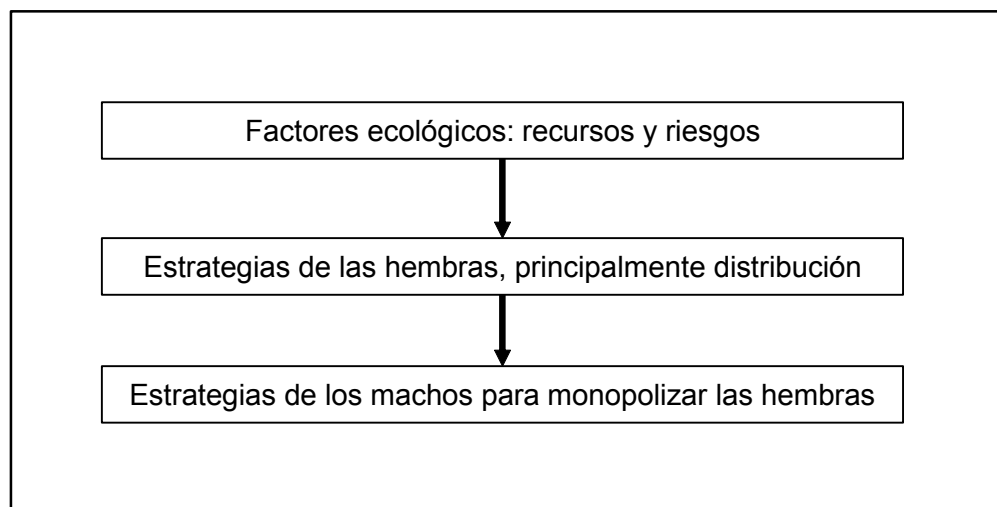 Factores ecológicos: recursos y riesgos
Estrategias de las hembras, principalmente distribución
Estrategias de los machos para monopolizar las hembras